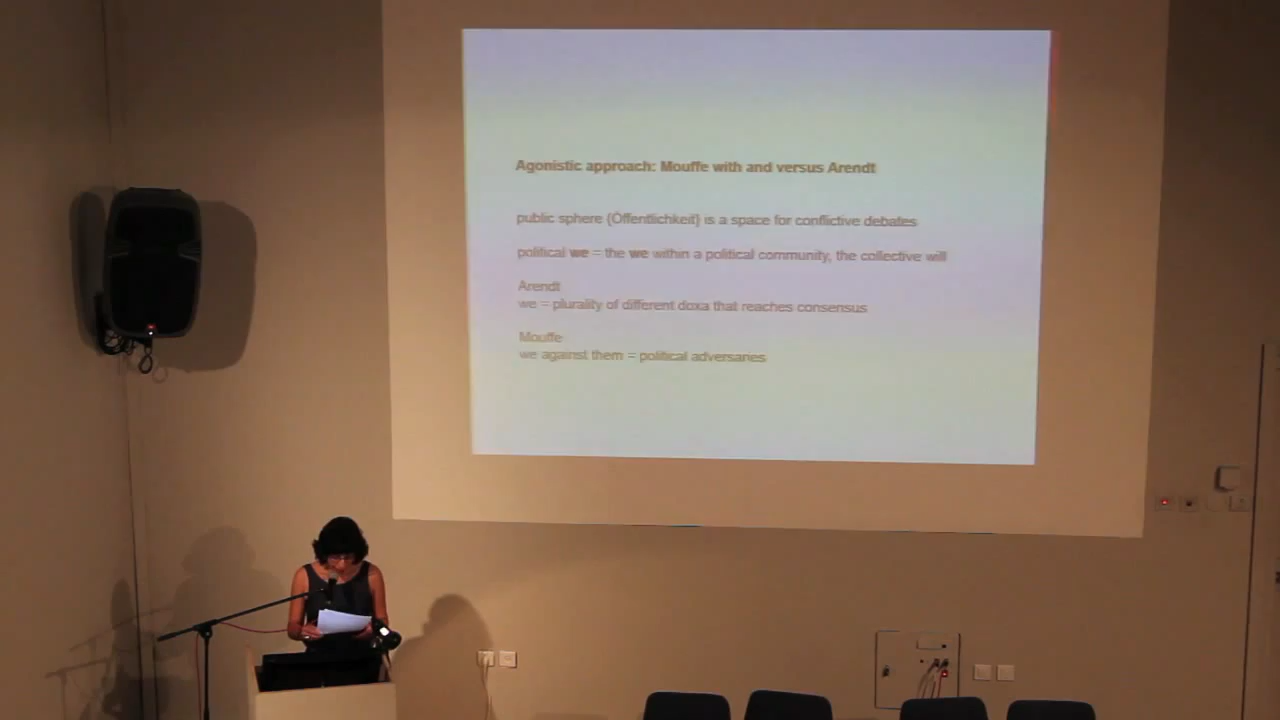 Agonistic approach: Mouffe with and versus Arendt
public sphere (Öffentlichkeit) is a space for conflictive debates
political we = the we within a political community, the collective will
Arendt
we = plurality of different doxa that reaches consensus
Mouffe
we against them = political adversaries